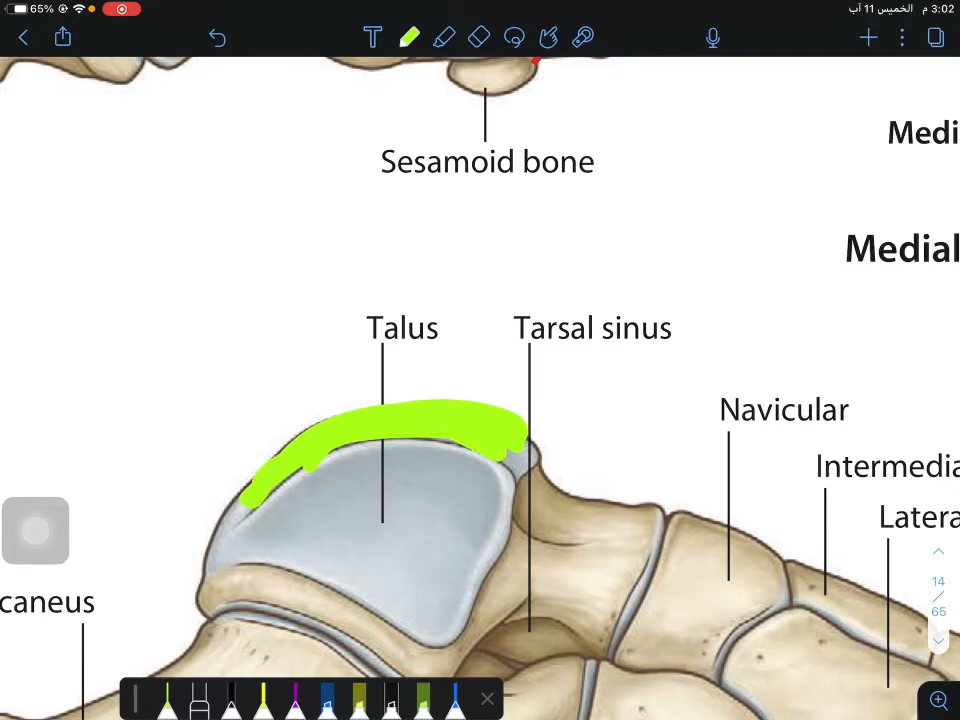 65%
3:02 م الخميس 11 آب
Sesamoid bone
Medi
Medial
Talus
Tarsal sinus
Navicular
Intermedia
Latera
caneus
14
/
65